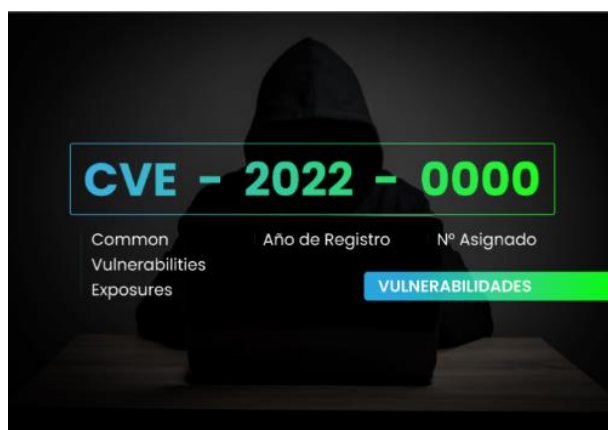 CVE - 2022 - 0000
Common
Vulnerabilities
Exposures
Año de Registro
Nº Asignado
VULNERABILIDADES